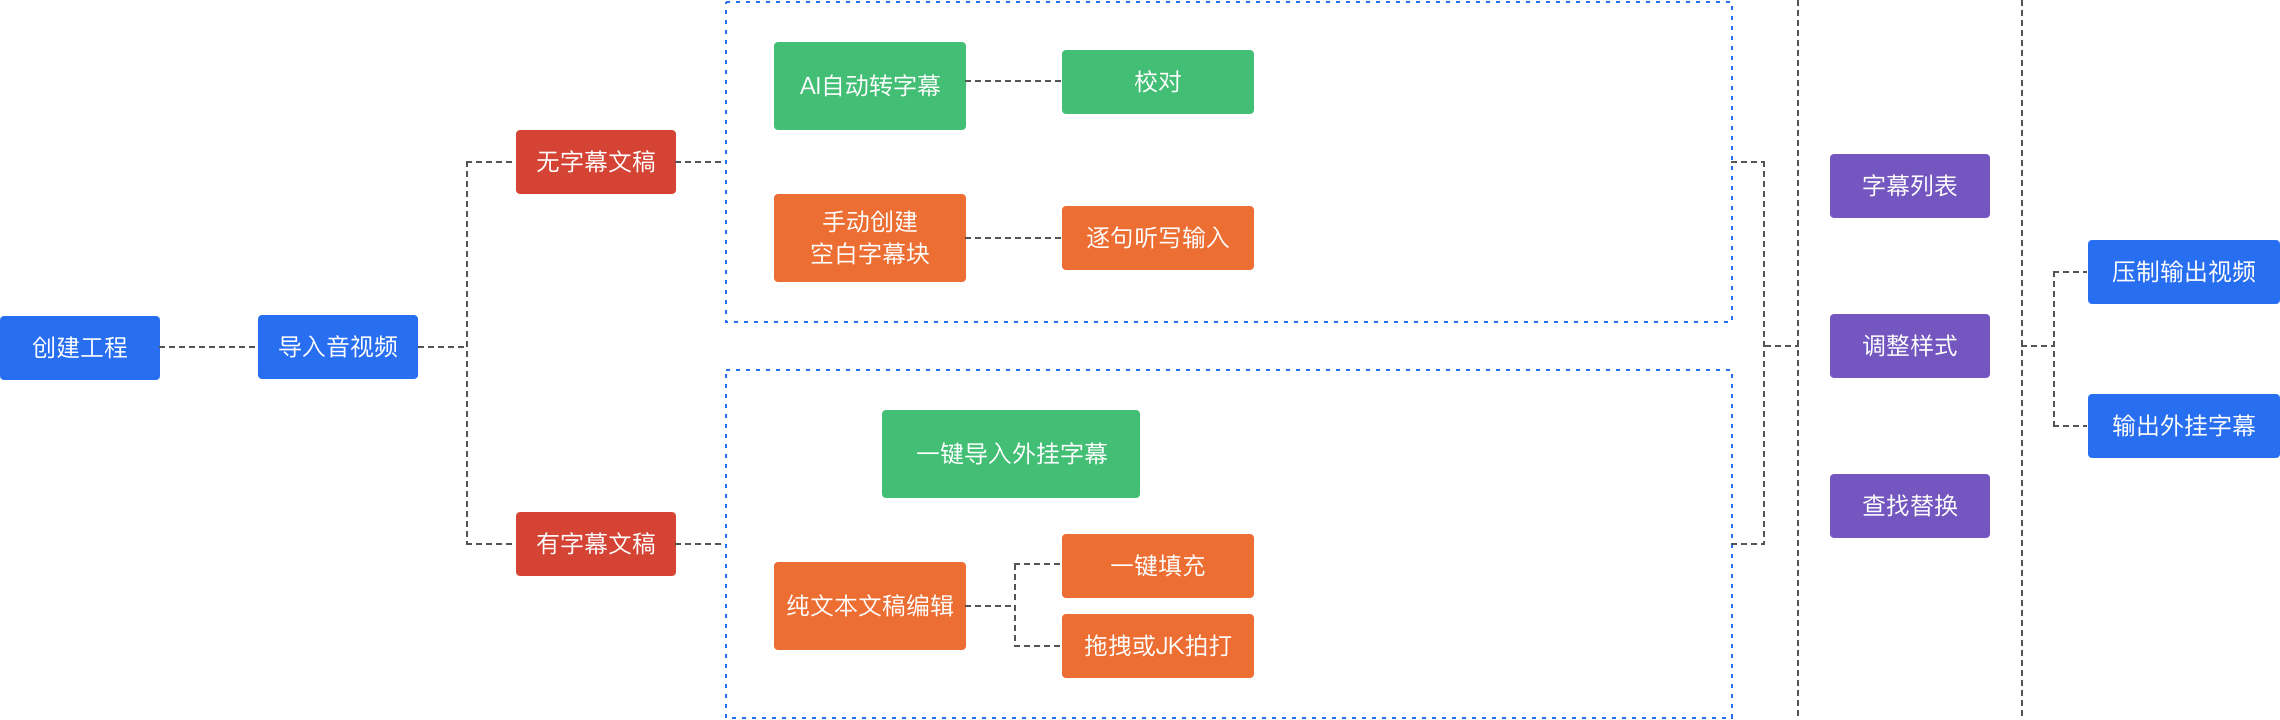 创建工程
导入音视频
无字幕文稿
AI自动转字幕
校对
手动创建
空白字幕块
逐句听写输入
有字幕文稿
一键导入外挂字幕
纯文本文稿编辑
一键填充
拖拽或JK拍打
字幕列表
调整样式
查找替换
压制输出视频
输出外挂字幕